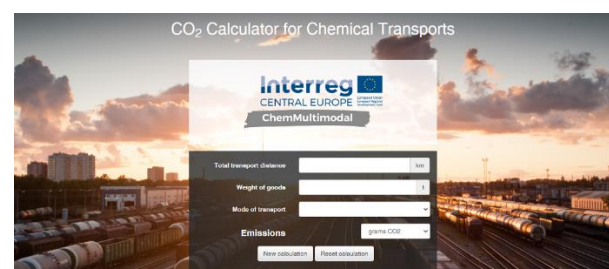 CO₂ Calculator for Chemical Transports
Interreg
CENTRAL EUROPE
ChemMultimodal
Total transport distance km
Weight of goods t
Mode of transport
Emissions grams CO2
New calculation Reset calculation